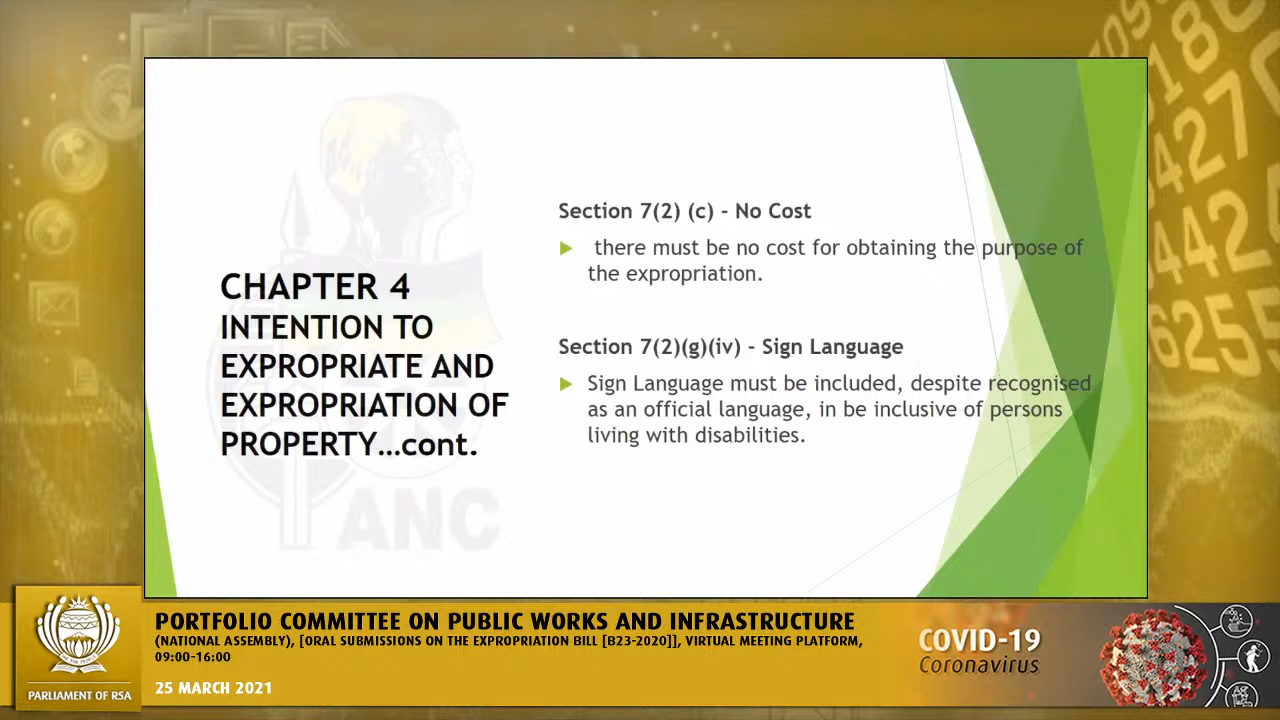 CHAPTER 4
INTENTION TO
EXPROPRIATE AND
EXPROPRIATION OF
PROPERTY...cont.
ANC
Section 7(2) (c) - No Cost
there must be no cost for obtaining the purpose of
the expropriation.
Section 7(2)(g)(iv) - Sign Language
Sign Language must be included, despite recognised
as an official language, in be inclusive of persons
living with disabilities.
PARLIAMENT OF RSA
PORTFOLIO COMMITTEE ON PUBLIC WORKS AND INFRASTRUCTURE
(NATIONAL ASSEMBLY), [ORAL SUBMISSIONS ON THE EXPROPRIATION BILL [B23-2020]], VIRTUAL MEETING PLATFORM,
09:00-16:00
25 MARCH 2021
COVID-19
Coronavirus